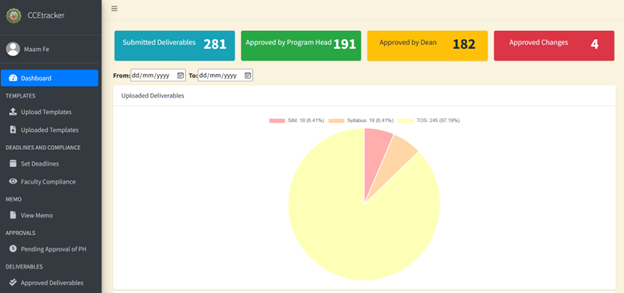 CCEtracker
Maam Fe
Dashboard
TEMPLATES
Upload Templates
Uploaded Templates
DEADLINES AND COMPLIANCE
Set Deadlines
Faculty Compliance
MEMO
View Memo
APPROVALS
Pending Approval of PH
DELIVERABLES
Approved Deliverables
Submitted Deliverables 281
Approved by Program Head 191
Approved by Dean 182
Approved Changes 4
From: dd/mm/yyyy To: dd/mm/yyyy
Uploaded Deliverables
SIM: 18 (6.41%) Syllabus: 18 (6.41%) TOS: 245 (87.19%)